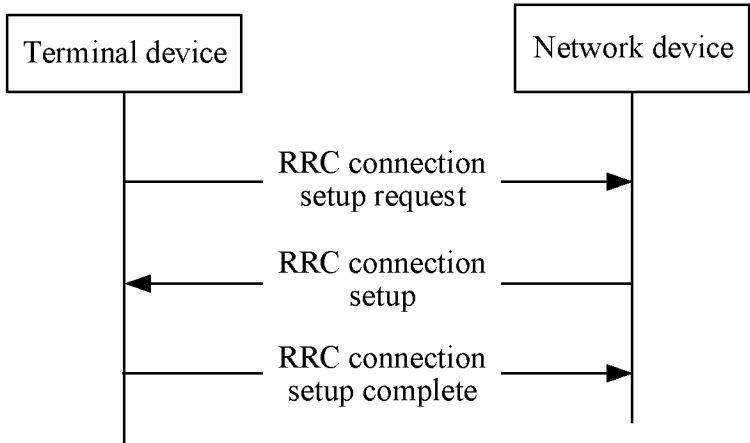 Terminal device
Network device
RRC connection
setup request
RRC connection
setup
RRC connection
setup complete